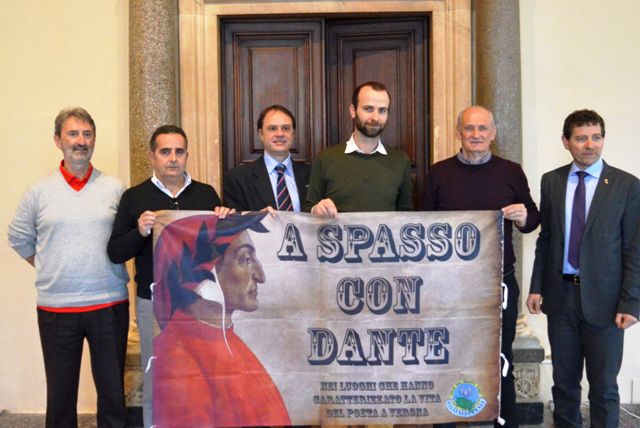 A SPASSO
CON
DANTE
NEI LUOGHI CHE HANNO
CARATTERIZZATO LA VITA
DEL POETA A VERONA